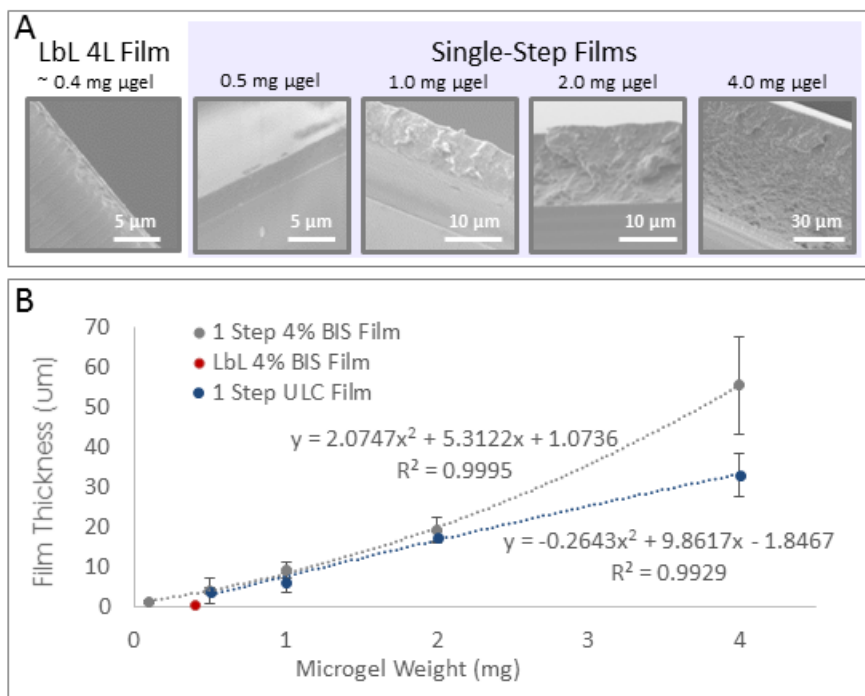 A
LbL 4L Film
~ 0.4 mg µgel
Single-Step Films
0.5 mg µgel
1.0 mg µgel
2.0 mg µgel
4.0 mg µgel
5 µm
5 µm
10 µm
10 µm
30 µm
B
70
60
50
40
30
20
10
0
Film Thickness (um)
1 Step 4% BIS Film
LbL 4% BIS Film
1 Step ULC Film
y = 2.0747x² + 5.3122x + 1.0736
R² = 0.9995
y = -0.2643x² + 9.8617x - 1.8467
R² = 0.9929
0
1
2
3
4
Microgel Weight (mg)